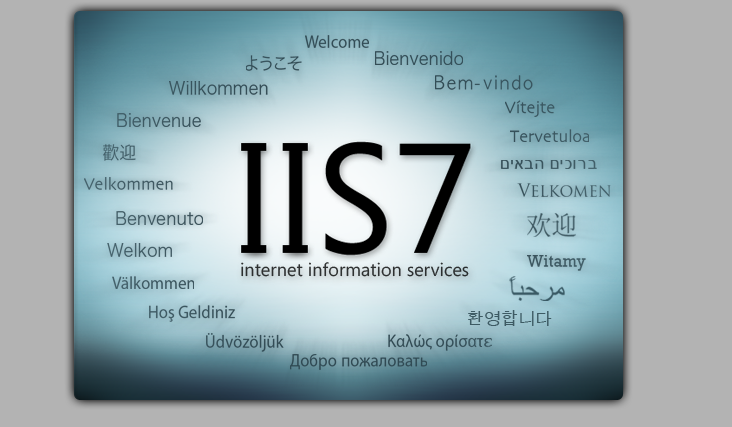 Welcome
Bienvenido
ようこそ
Bem-vindo
Willkommen
Vítejte
Bienvenue
Tervetuloa
歡迎
ברוכים הבאים
Velkommen
VELKOMEN
IIS7
internet information services
Benvenuto
欢迎
Welkom
Witamy
Välkommen
مرحباً
Hoş Geldiniz
환영합니다
Üdvözöljük
Καλώς ορίσατε
Добро пожаловать